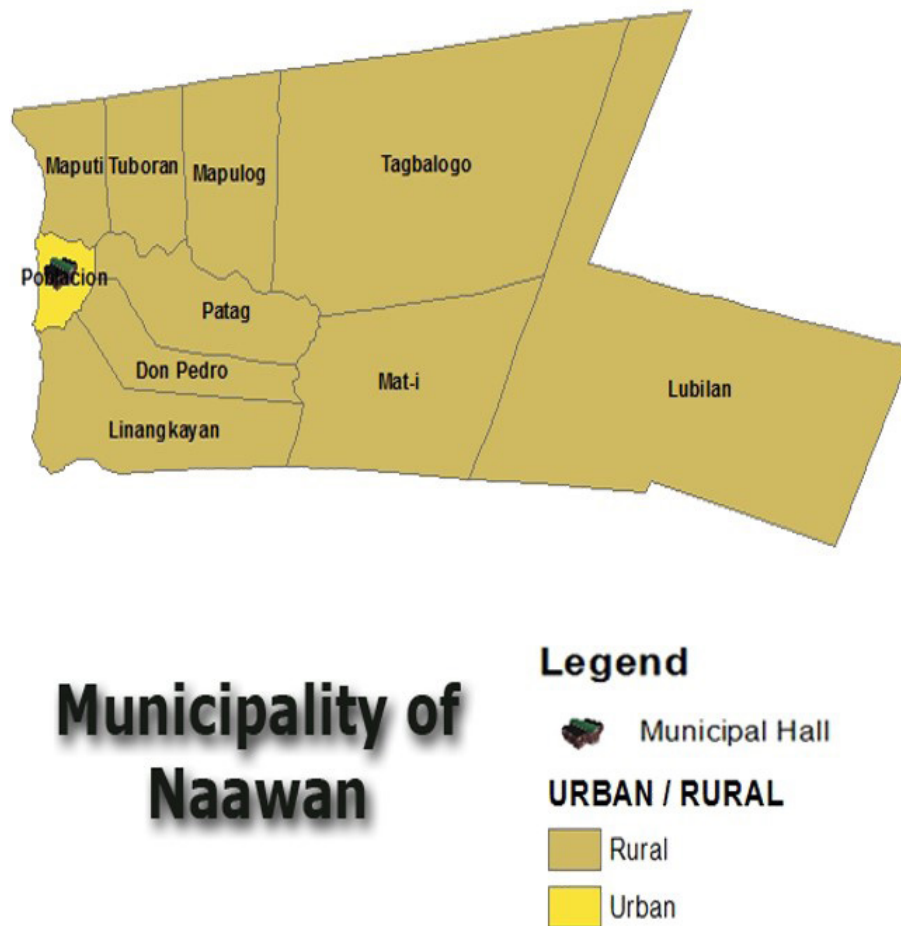 Maputi
Tuboran
Mapulog
Tagbalogo
Poblacion
Patag
Don Pedro
Mat-i
Lubilan
Linangkayan
Municipality of
Naawan
Legend
Municipal Hall
URBAN / RURAL
Rural
Urban